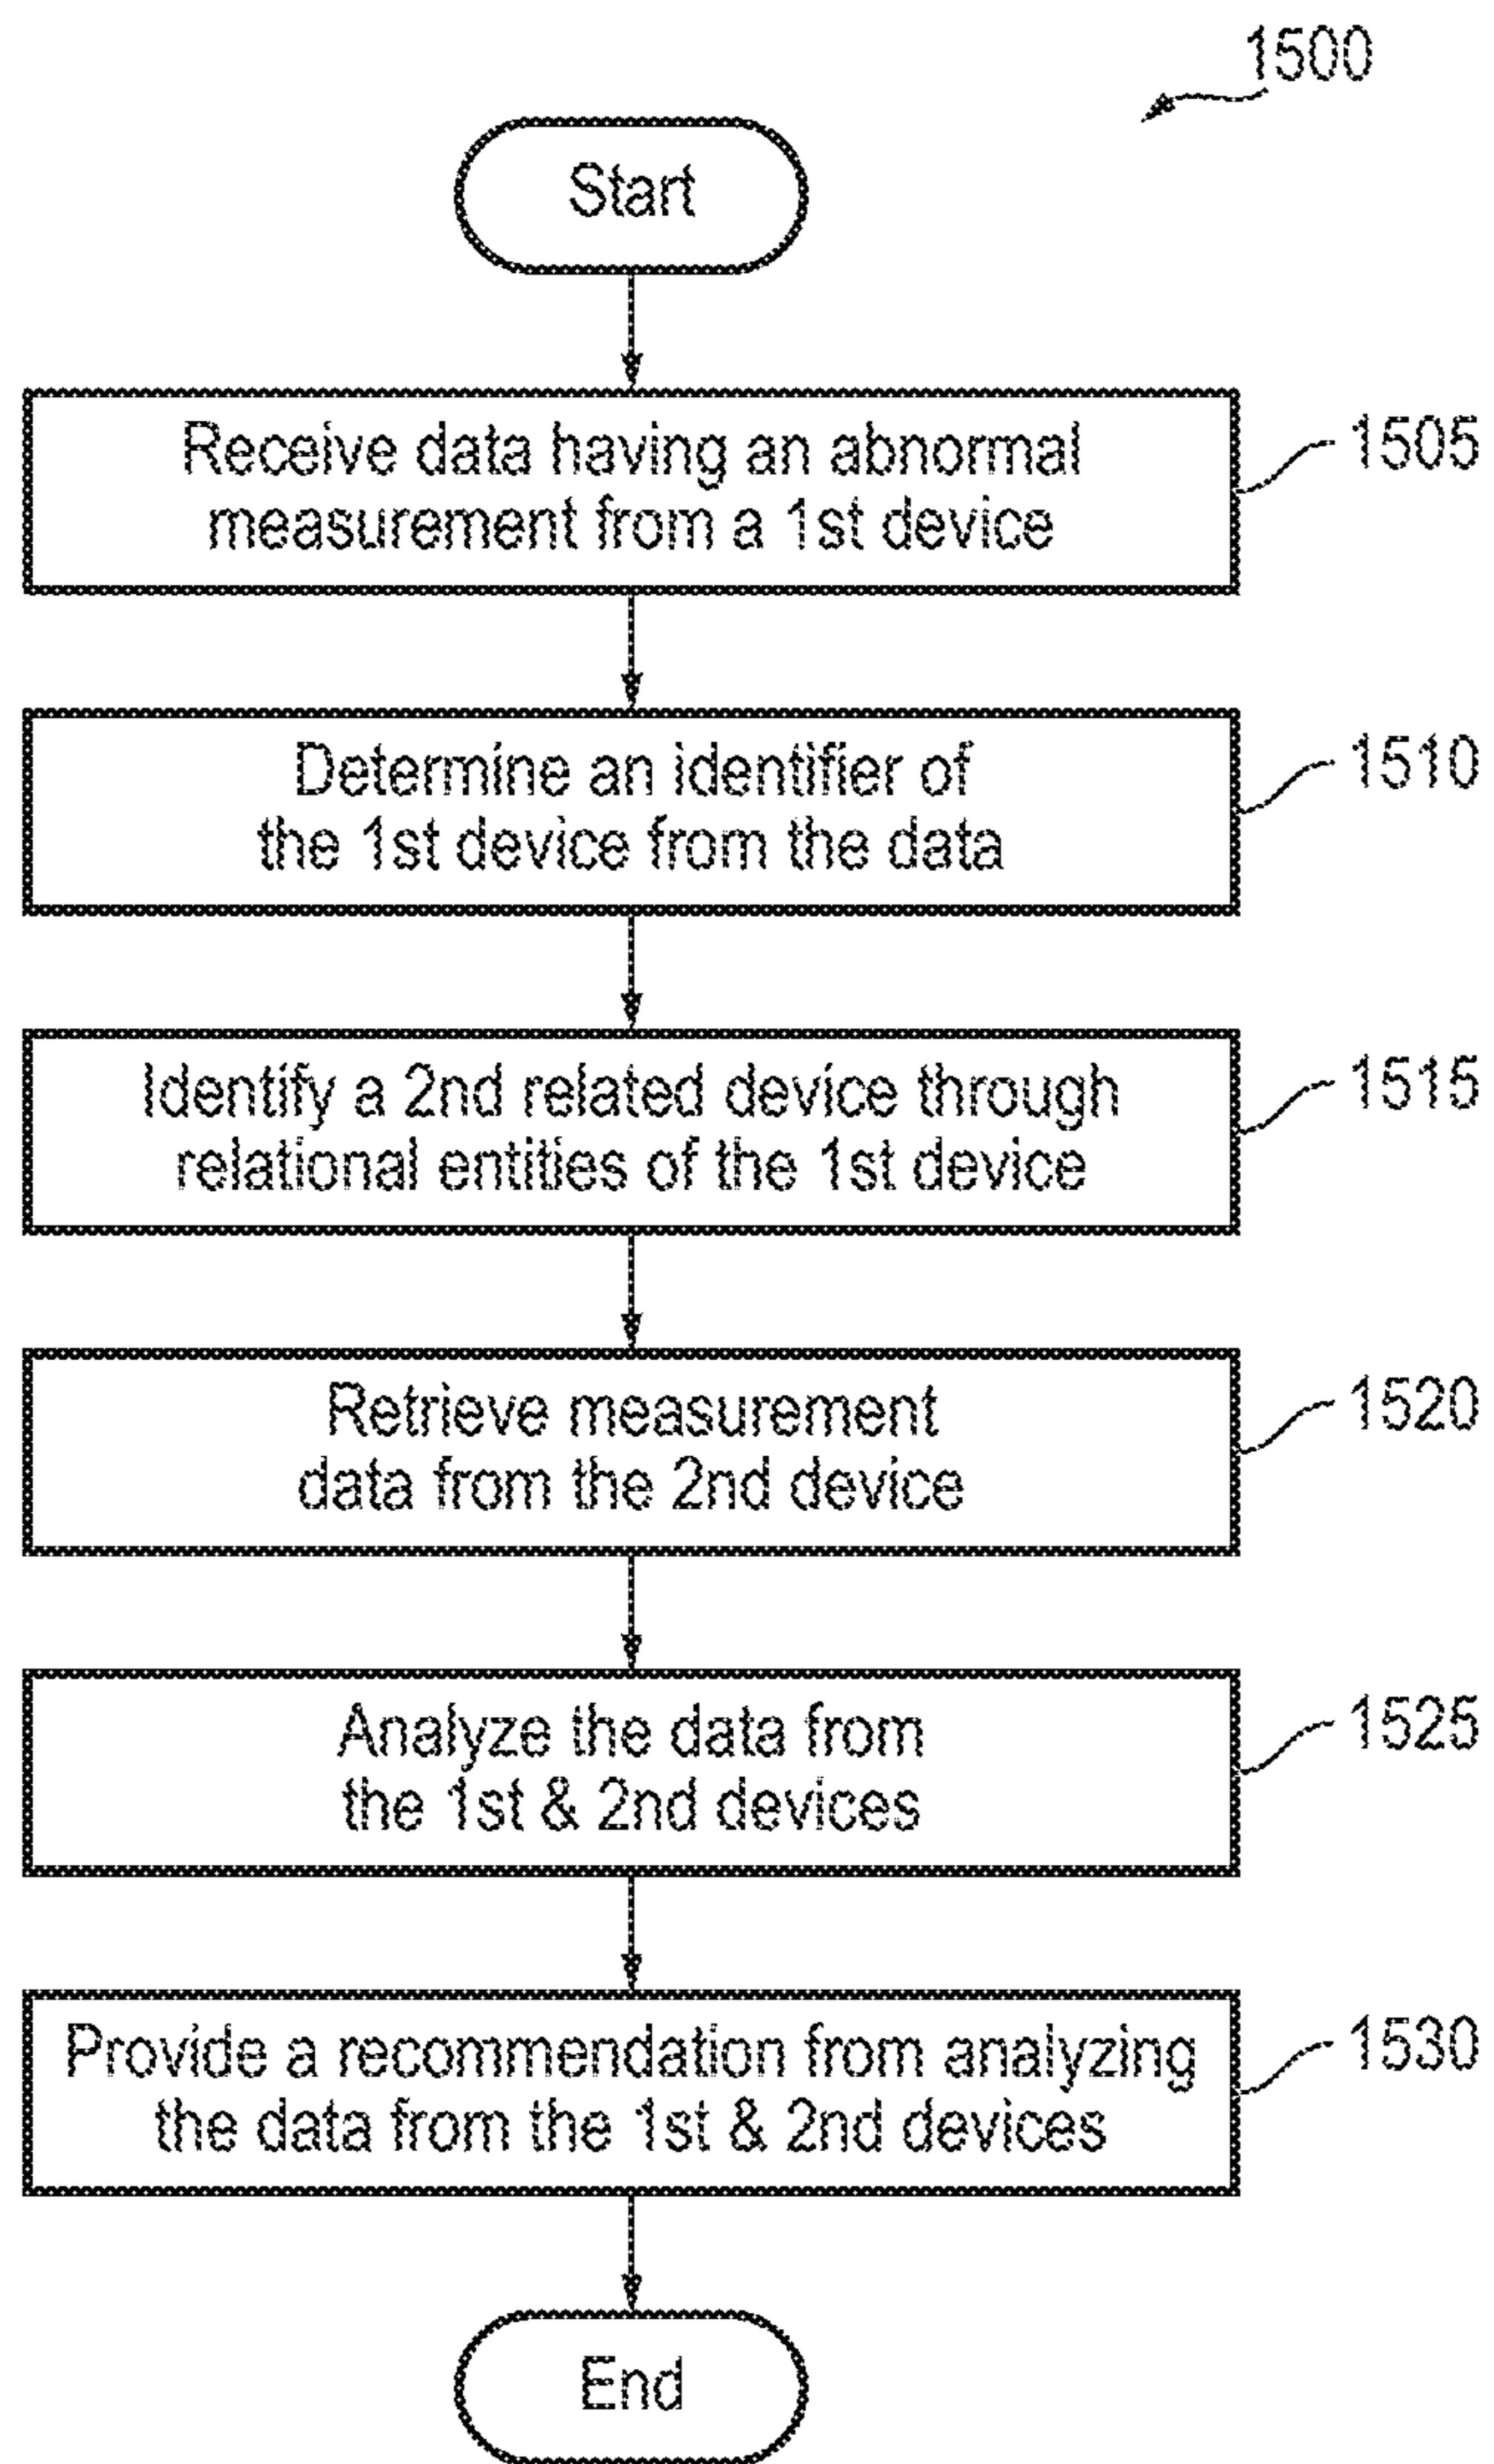 1500
Start
Receive data having an abnormal
measurement from a 1st device
1505
Determine an identifier of
the 1st device from the data
1510
Identify a 2nd related device through
relational entities of the 1st device
1515
Retrieve measurement
data from the 2nd device
1520
Analyze the data from
the 1st & 2nd devices
1525
Provide a recommendation from analyzing
the data from the 1st & 2nd devices
1530
End